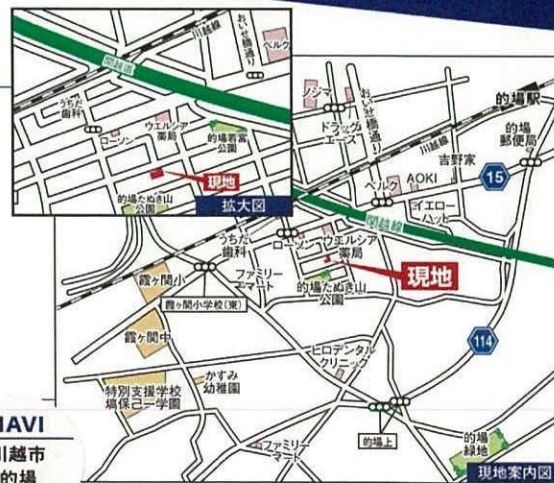 川越線
おいせ橋通り
ベルク
関越道
うちだ
歯科
ローソン
ウエルシア
薬局
的場若宮
公園
現地
的場たぬき山
公園
拡大図
ノジマ
おいせ橋通り
ドラッグ
エース
川越線
的場駅
的場
郵便局
吉野家
15
ベルク
AOKI
イエロー
ハット
関越線
うちだ
歯科
ローソン
ウエルシア
薬局
現地
的場たぬき山
公園
霞ヶ関小
ファミリー
マート
霞ヶ関小学校(東)
霞ヶ関中
114
ヒロデンタル
クリニック
特別支援学校
塙保己一学園
かすみ
幼稚園
NAVI
川越市
的場
ファミリー
マート
的場上
的場
緑地
現地案内図